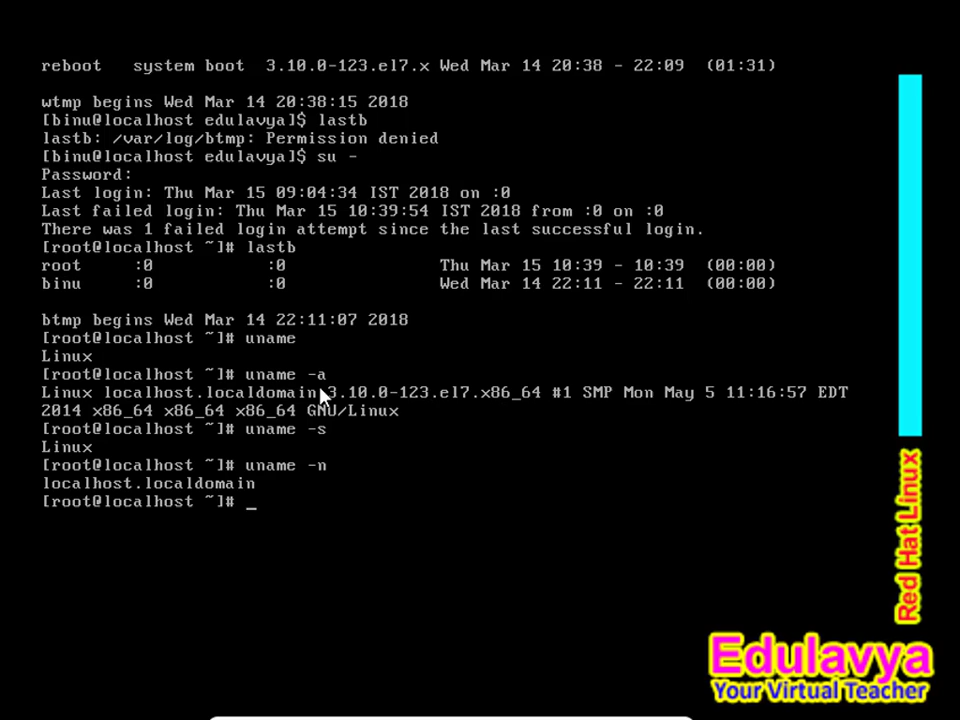 reboot   system boot  3.10.0-123.el7.x Wed Mar 14 20:38 - 22:09  (01:31)
wtmp begins Wed Mar 14 20:38:15 2018
[binu@localhost edulavya]$ lastb
lastb: /var/log/btmp: Permission denied
[binu@localhost edulavya]$ su -
Password:
Last login: Thu Mar 15 09:04:34 IST 2018 on :0
Last failed login: Thu Mar 15 10:39:54 IST 2018 from :0 on :0
There was 1 failed login attempt since the last successful login.
[root@localhost ~]# lastb
root     :0           :0               Thu Mar 15 10:39 - 10:39  (00:00)
binu     :0           :0               Wed Mar 14 22:11 - 22:11  (00:00)
btmp begins Wed Mar 14 22:11:07 2018
[root@localhost ~]# uname
Linux
[root@localhost ~]# uname -a
Linux localhost.localdomain 3.10.0-123.el7.x86_64 #1 SMP Mon May 5 11:16:57 EDT
2014 x86_64 x86_64 x86_64 GNU/Linux
[root@localhost ~]# uname -s
Linux
[root@localhost ~]# uname -n
localhost.localdomain
[root@localhost ~]# _
Red Hat Linux
Edulavya
Your Virtual Teacher